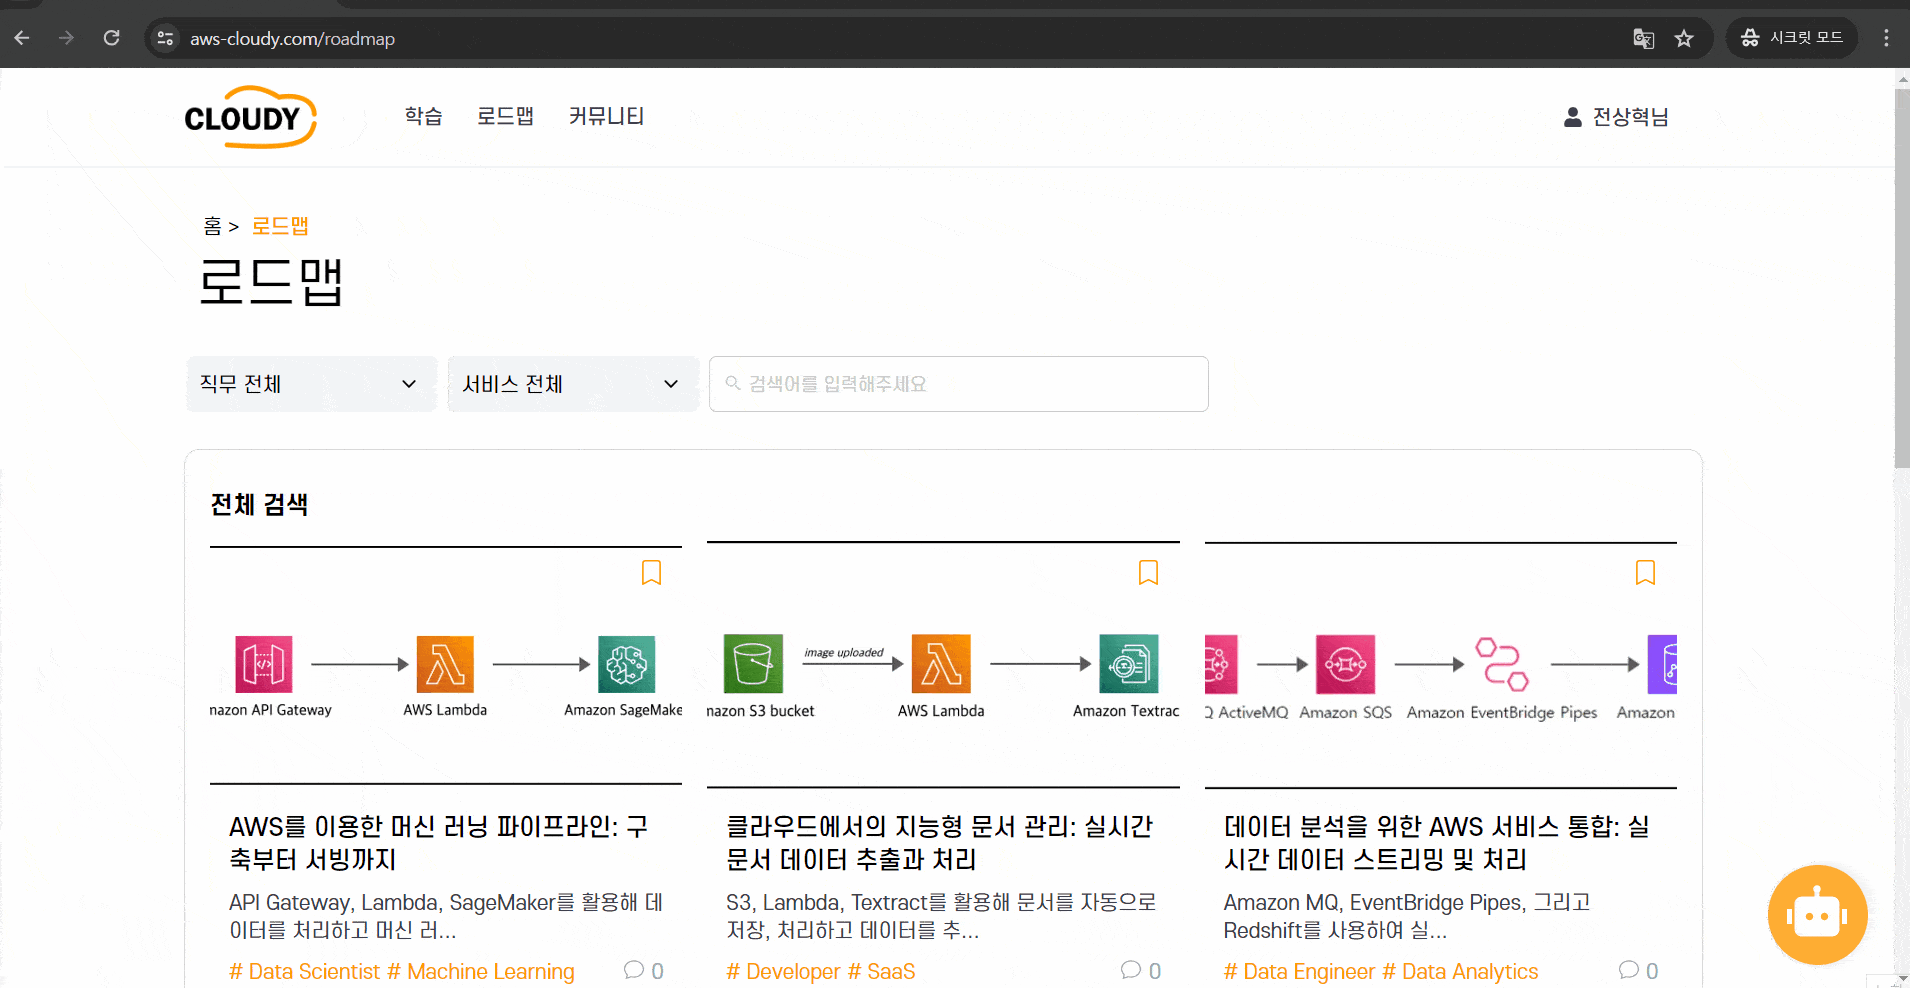 aws-cloudy.com/roadmap
시크릿 모드
CLOUDY
학습
로드맵
커뮤니티
전상혁님
홈 > 로드맵
로드맵
직무 전체
서비스 전체
검색어를 입력해주세요
전체 검색
mazon API Gateway
AWS Lambda
Amazon SageMake
mazon S3 bucket
image uploaded
AWS Lambda
Amazon Textrac
Q ActiveMQ
Amazon SQS
Amazon EventBridge Pipes
Amazon
AWS를 이용한 머신 러닝 파이프라인: 구
축부터 서빙까지
API Gateway, Lambda, SageMaker를 활용해 데
이터를 처리하고 머신 러...
# Data Scientist # Machine Learning
0
클라우드에서의 지능형 문서 관리: 실시간
문서 데이터 추출과 처리
S3, Lambda, Textract를 활용해 문서를 자동으로
저장, 처리하고 데이터를 추...
# Developer # SaaS
0
데이터 분석을 위한 AWS 서비스 통합: 실
시간 데이터 스트리밍 및 처리
Amazon MQ, EventBridge Pipes, 그리고
Redshift를 사용하여 실...
# Data Engineer # Data Analytics
0